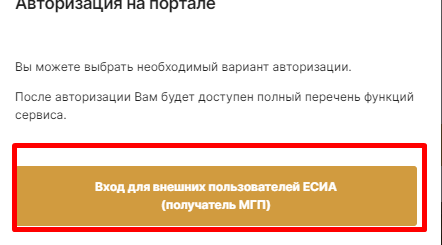 Авторизация на портале
Вы можете выбрать необходимый вариант авторизации.
После авторизации Вам будет доступен полный перечень функций
сервиса.
Вход для внешних пользователей ЕСИА
(получатель МГП)